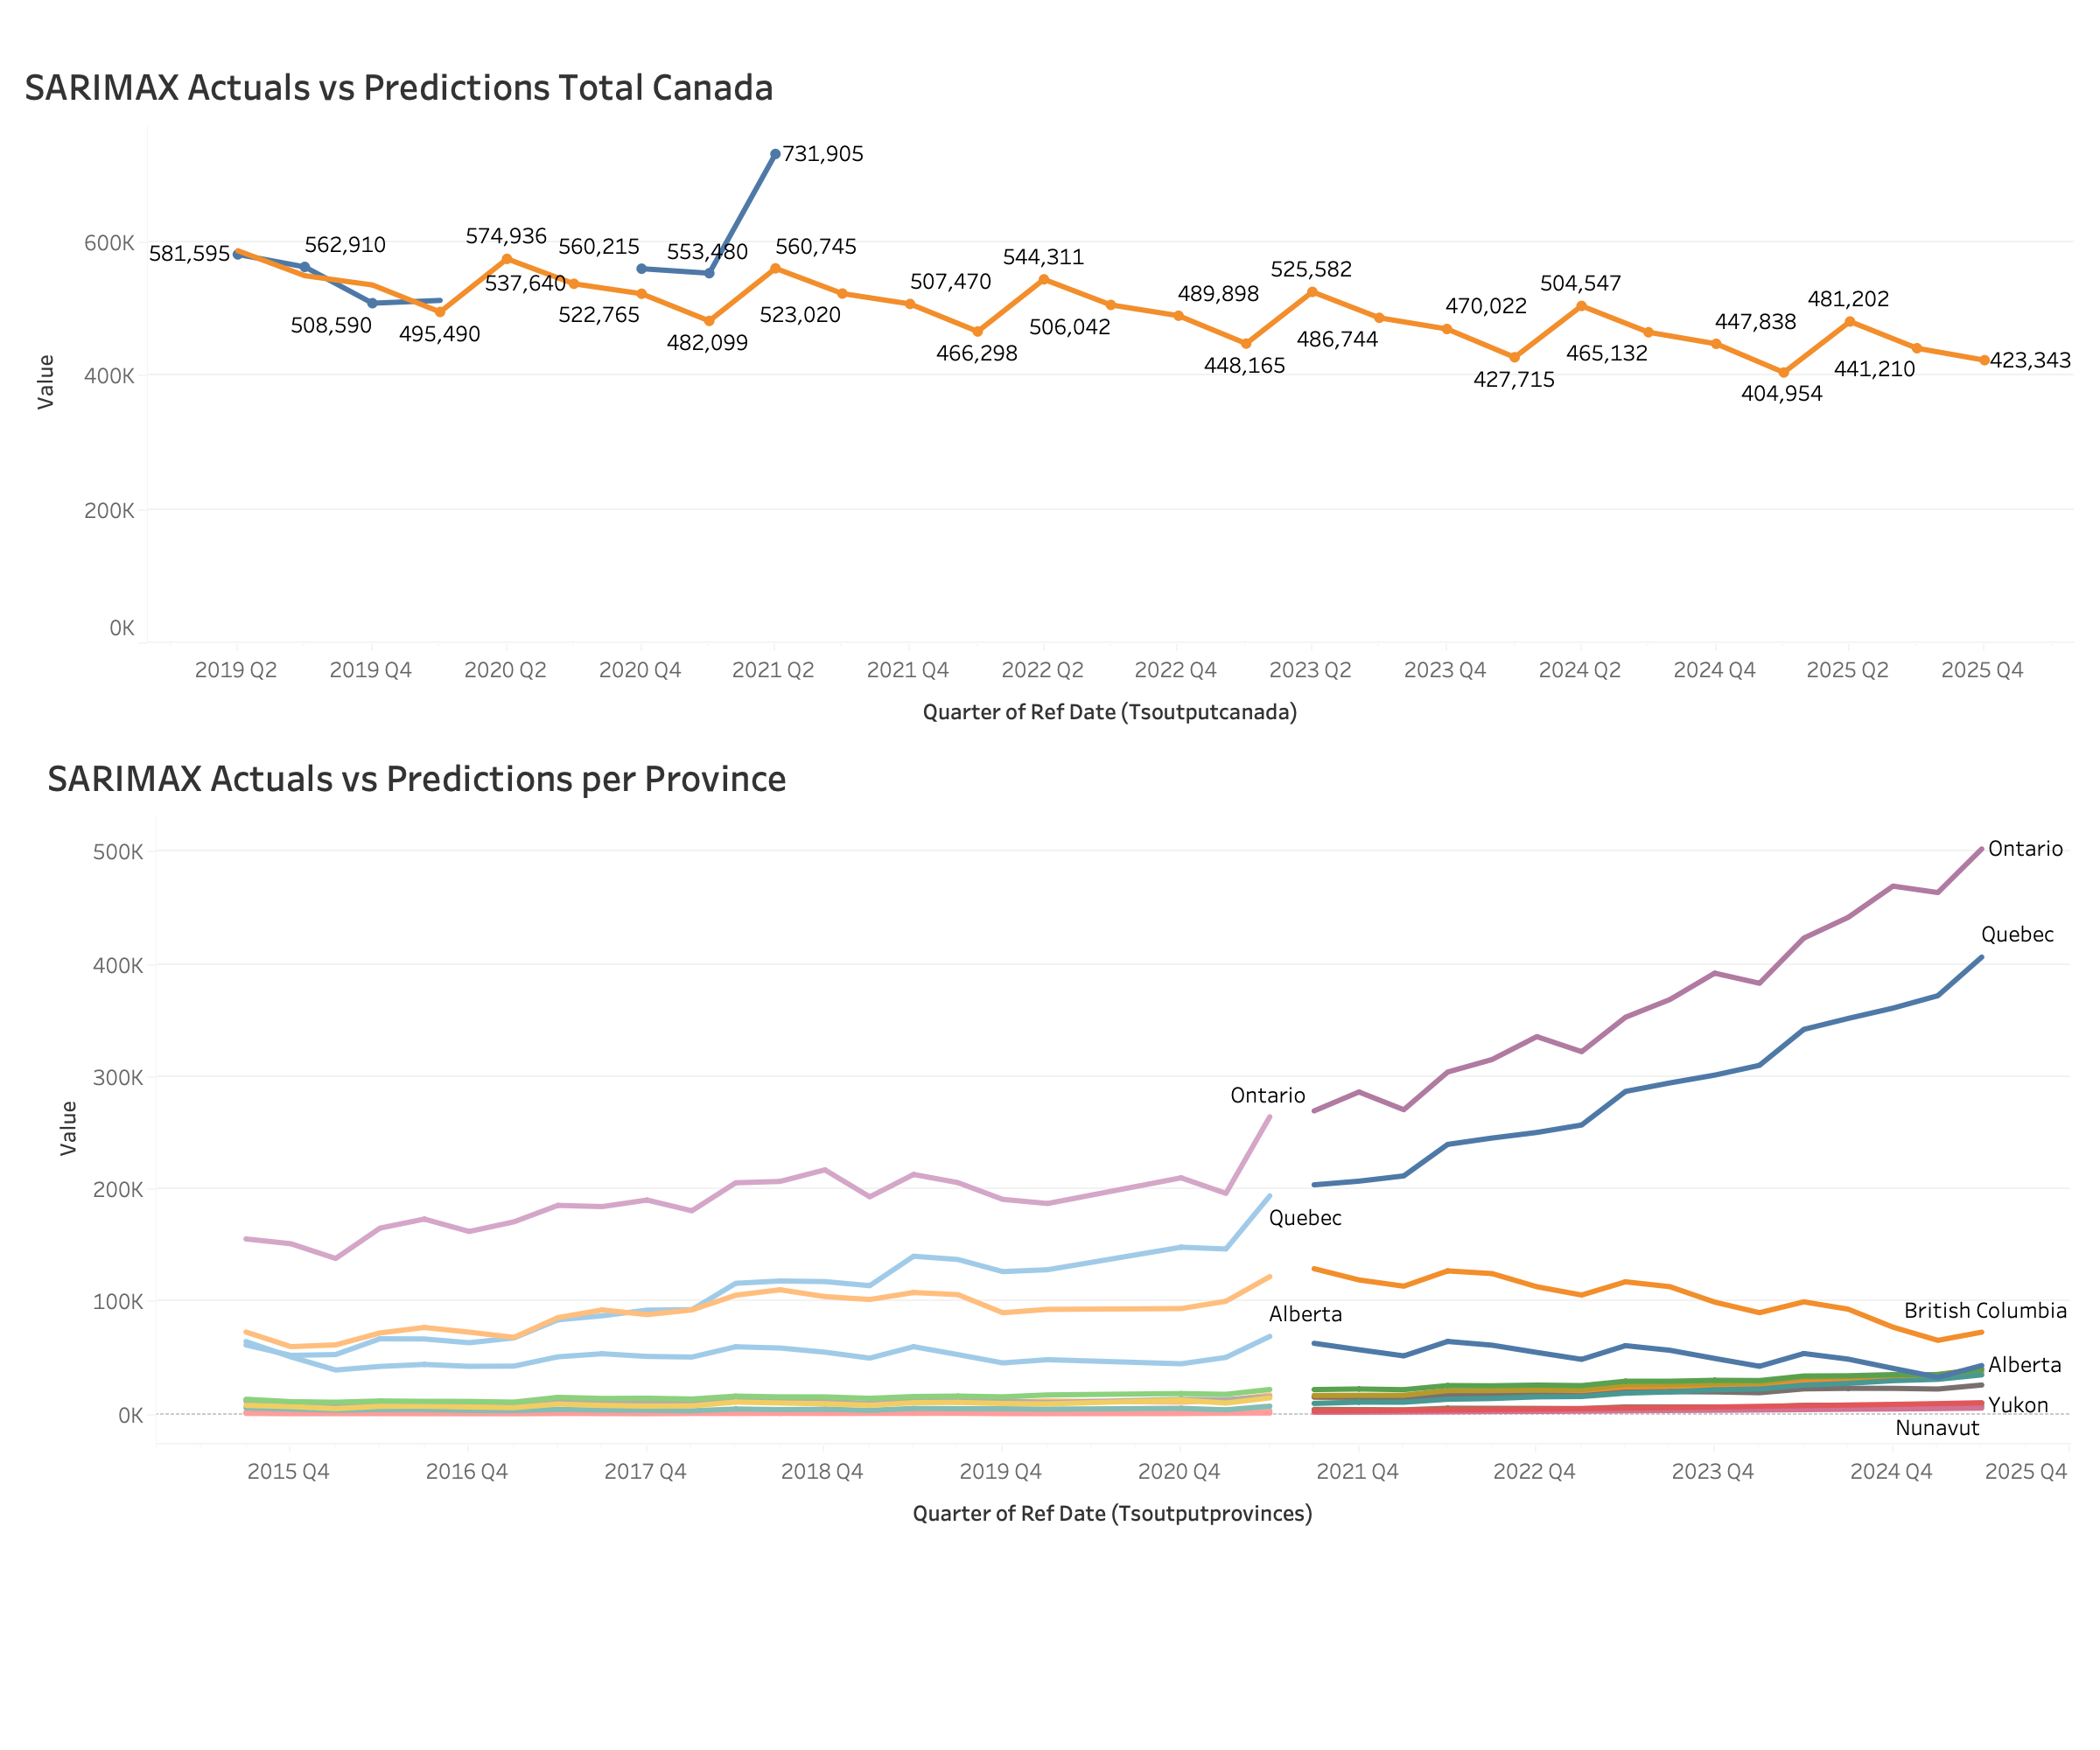 SARIMAX Actuals vs Predictions Total Canada
731,905
581,595
562,910
574,936
560,215
553,480
560,745
544,311
525,582
504,547
481,202
600K
537,640
507,470
489,898
470,022
447,838
508,590
495,490
522,765
482,099
523,020
466,298
506,042
448,165
486,744
427,715
465,132
404,954
441,210
423,343
400K
200K
0K
Value
2019 Q2 2019 Q4 2020 Q2 2020 Q4 2021 Q2 2021 Q4 2022 Q2 2022 Q4 2023 Q2 2023 Q4 2024 Q2 2024 Q4 2025 Q2 2025 Q4
Quarter of Ref Date (Tsoutputcanada)
SARIMAX Actuals vs Predictions per Province
500K
Ontario
Quebec
400K
300K
Ontario
200K
Quebec
100K
Alberta
British Columbia
Alberta
0K
Yukon
Nunavut
Value
2015 Q4 2016 Q4 2017 Q4 2018 Q4 2019 Q4 2020 Q4 2021 Q4 2022 Q4 2023 Q4 2024 Q4 2025 Q4
Quarter of Ref Date (Tsoutputprovinces)